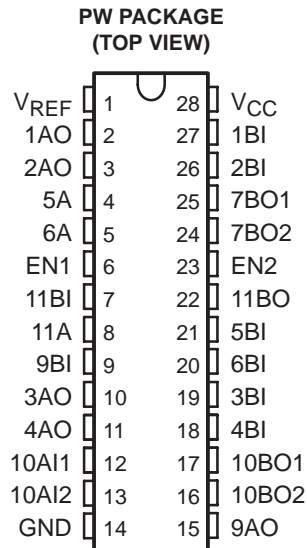 PW PACKAGE
(TOP VIEW)
VREF 1 28 VCC
1AO 2 27 1BI
2AO 3 26 2BI
5A 4 25 7BO1
6A 5 24 7BO2
EN1 6 23 EN2
11BI 7 22 11BO
11A 8 21 5BI
9BI 9 20 6BI
3AO 10 19 3BI
4AO 11 18 4BI
10AI1 12 17 10BO1
10AI2 13 16 10BO2
GND 14 15 9AO